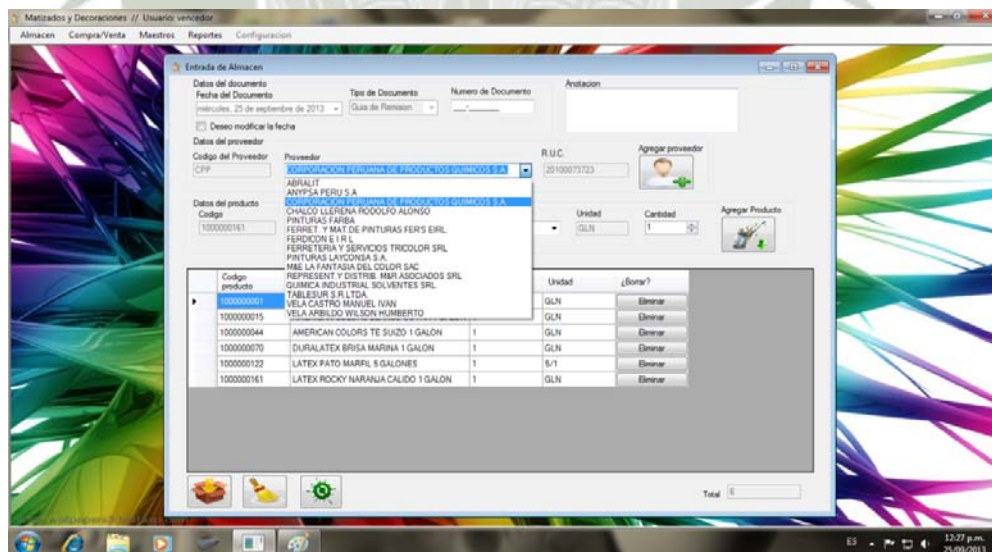 Matizados y Decoraciones // Usuario: vencedor
Almacen Compra/Venta Maestros Reportes Configuracion
Entrada de Almacen
Datos del documento
Fecha del Documento Tipo de Documento Numero de Documento Anotacion
miércoles, 25 de septiembre de 2013 Guia de Remision
Deseo modificar la fecha
Datos del proveedor
Codigo del Proveedor Proveedor R.U.C. Agregar proveedor
CPP CORPORACION PERUANA DE PRODUCTOS QUIMICOS S.A. 20100073723
ABRALIT
ANYPSA PERU S.A
CORPORACION PERUANA DE PRODUCTOS QUIMICOS S.A.
CHALCO LLERENA RODOLFO ALONSO
PINTURAS FARBA
FERRET. Y MAT.DE PINTURAS FER'S EIRL.
FERDICON E I R L
FERRETERIA Y SERVICIOS TRICOLOR SRL
PINTURAS LAYCONSA S.A.
M&E LA FANTASIA DEL COLOR SAC
REPRESENT. Y DISTRIB. M&R ASOCIADOS SRL
QUIMICA INDUSTRIAL SOLVENTES SRL
TABLESUR S.R.LTDA.
VELA CASTRO MANUEL IVAN
VELA ARBILDO WILSON HUMBERTO
Datos del producto
Codigo Unidad Cantidad Agregar Producto
1000000161 GLN 1
Codigo producto Unidad ¿Borrar?
1000000001 GLN Eliminar
1000000015 GLN Eliminar
1000000044 AMERICAN COLORS TE SUIZO 1 GALON 1 GLN Eliminar
1000000070 DURALATEX BRISA MARINA 1 GALON 1 GLN Eliminar
1000000122 LATEX PATO MARFIL 5 GALONES 1 5/1 Eliminar
1000000161 LATEX ROCKY NARANJA CALIDO 1 GALON 1 GLN Eliminar
Total 6
ES 12:27 p.m.
25/09/2013